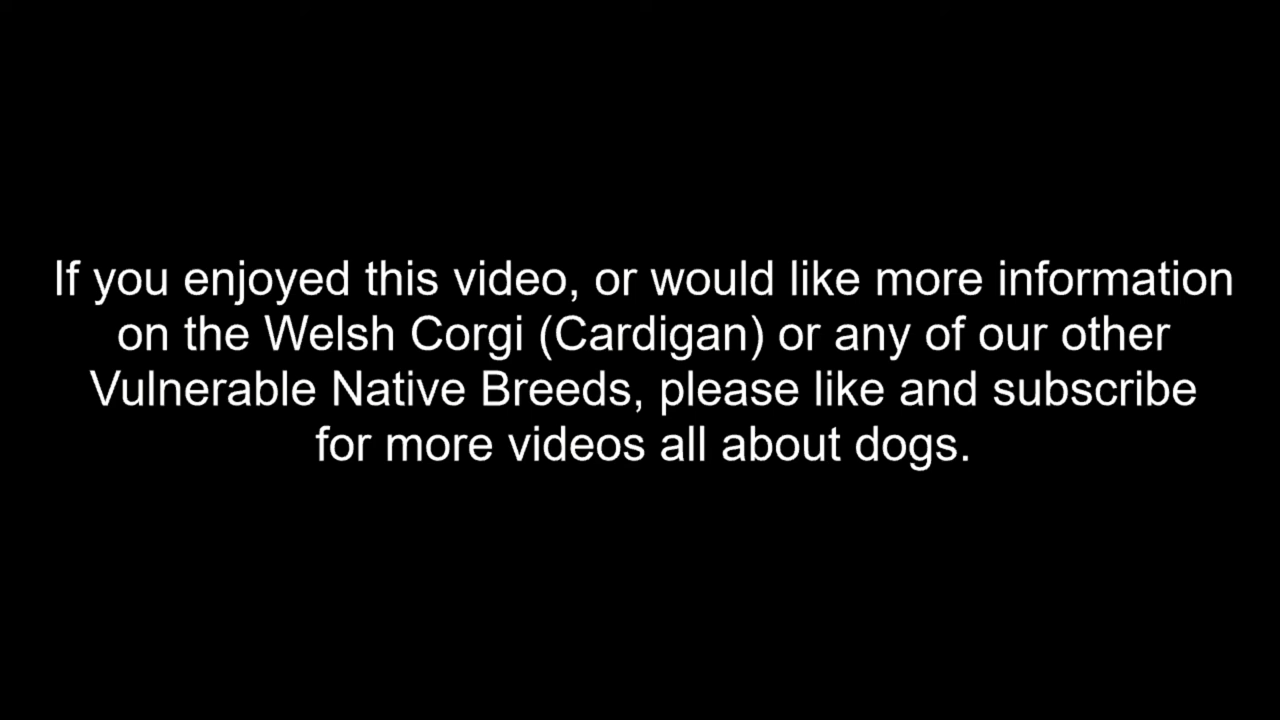 If you enjoyed this video, or would like more information
on the Welsh Corgi (Cardigan) or any of our other
Vulnerable Native Breeds, please like and subscribe
for more videos all about dogs.